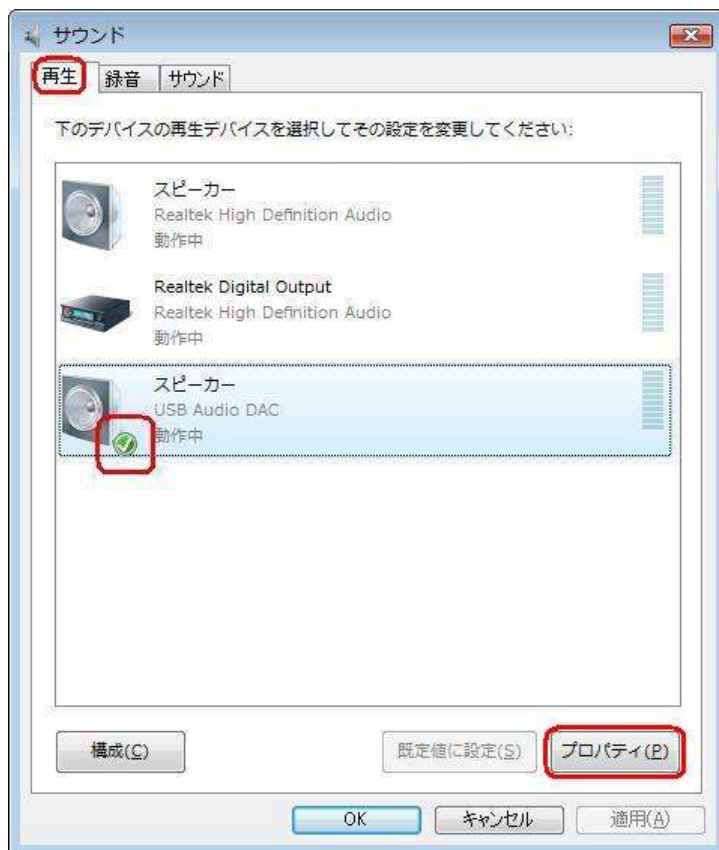 サウンド
再生 録音 サウンド
下のデバイスの再生デバイスを選択してその設定を変更してください:
スピーカー
Realtek High Definition Audio
動作中
Realtek Digital Output
Realtek High Definition Audio
動作中
スピーカー
USB Audio DAC
動作中
構成(C) 既定値に設定(S) プロパティ(P)
OK キャンセル 適用(A)